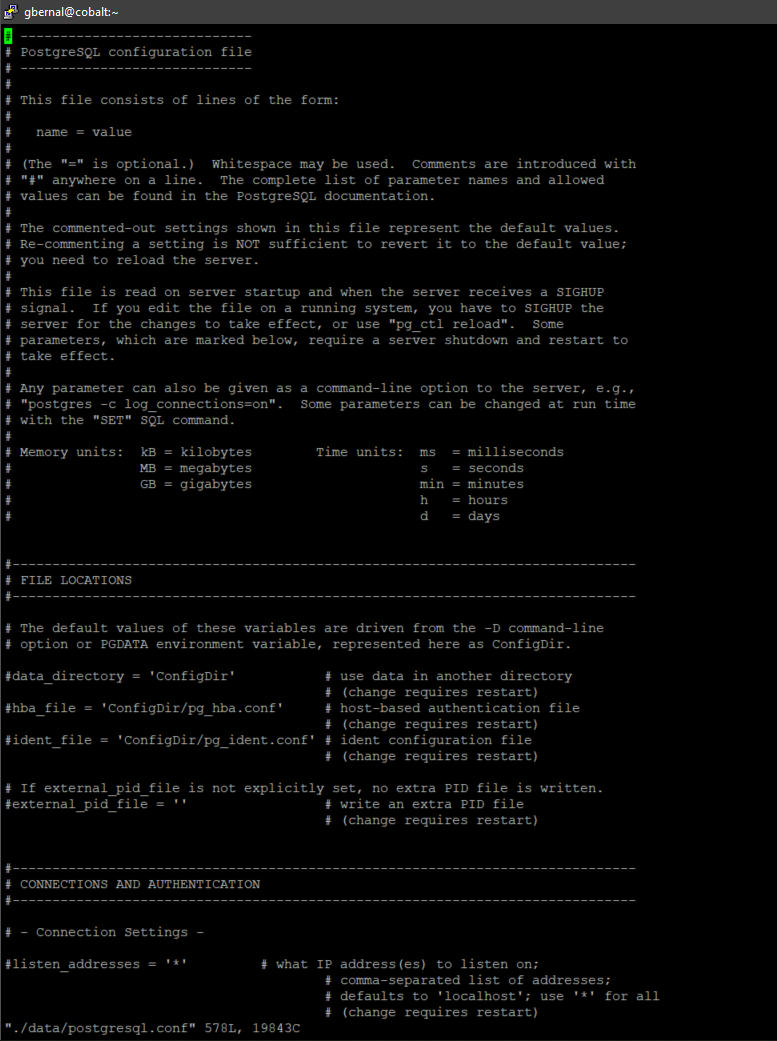 gbernal@cobalt:~
# -----------------------------
# PostgreSQL configuration file
# -----------------------------
#
# This file consists of lines of the form:
#
#   name = value
#
# (The "=" is optional.)  Whitespace may be used.  Comments are introduced with
# "#" anywhere on a line.  The complete list of parameter names and allowed
# values can be found in the PostgreSQL documentation.
#
# The commented-out settings shown in this file represent the default values.
# Re-commenting a setting is NOT sufficient to revert it to the default value;
# you need to reload the server.
#
# This file is read on server startup and when the server receives a SIGHUP
# signal.  If you edit the file on a running system, you have to SIGHUP the
# server for the changes to take effect, or use "pg_ctl reload".  Some
# parameters, which are marked below, require a server shutdown and restart to
# take effect.
#
# Any parameter can also be given as a command-line option to the server, e.g.,
# "postgres -c log_connections=on".  Some parameters can be changed at run time
# with the "SET" SQL command.
#
# Memory units:  kB = kilobytes        Time units:  ms  = milliseconds
#                MB = megabytes                     s   = seconds
#                GB = gigabytes                     min = minutes
#                                                   h   = hours
#                                                   d   = days
#------------------------------------------------------------------------------
# FILE LOCATIONS
#------------------------------------------------------------------------------
# The default values of these variables are driven from the -D command-line
# option or PGDATA environment variable, represented here as ConfigDir.
#data_directory = 'ConfigDir'           # use data in another directory
                                        # (change requires restart)
#hba_file = 'ConfigDir/pg_hba.conf'     # host-based authentication file
                                        # (change requires restart)
#ident_file = 'ConfigDir/pg_ident.conf' # ident configuration file
                                        # (change requires restart)
# If external_pid_file is not explicitly set, no extra PID file is written.
#external_pid_file = ''                 # write an extra PID file
                                        # (change requires restart)
#------------------------------------------------------------------------------
# CONNECTIONS AND AUTHENTICATION
#------------------------------------------------------------------------------
# - Connection Settings -
#listen_addresses = '*'         # what IP address(es) to listen on;
                                        # comma-separated list of addresses;
                                        # defaults to 'localhost'; use '*' for all
                                        # (change requires restart)
"./data/postgresql.conf" 578L, 19843C